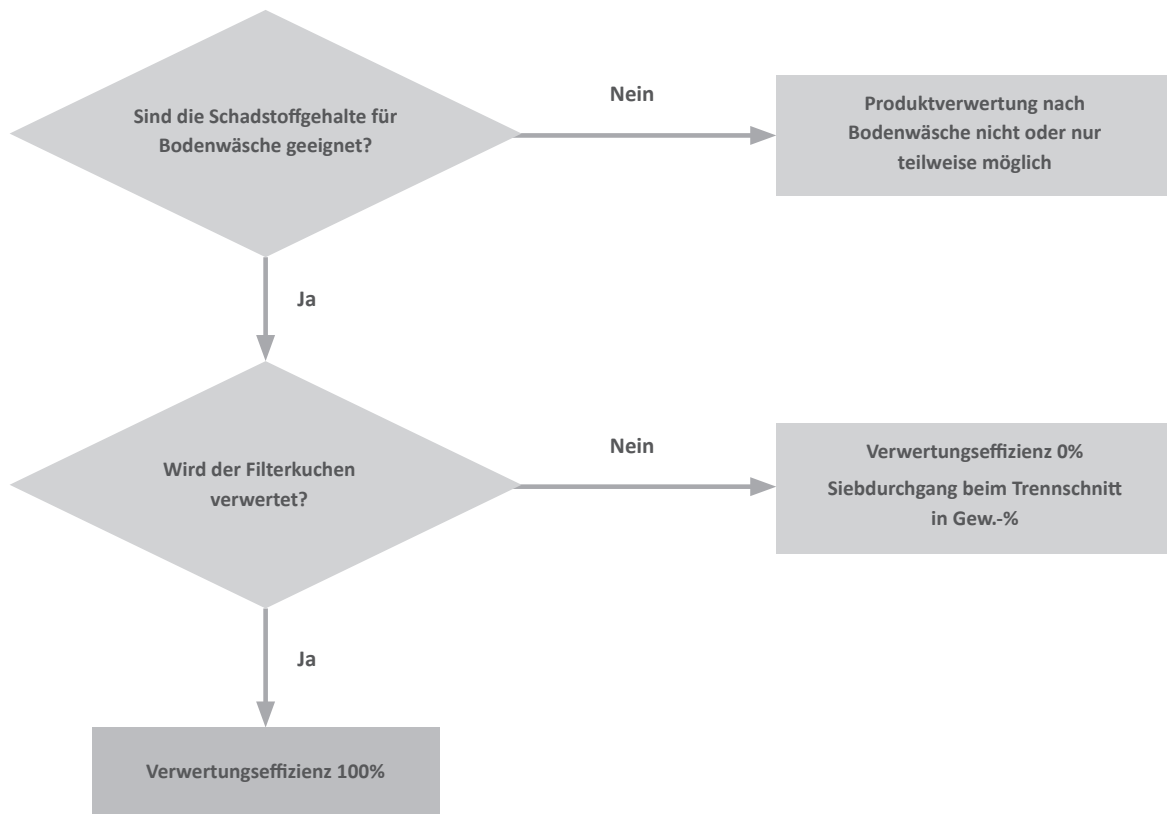 Sind die Schadstoffgehalte für
Bodenwäsche geeignet?
Nein
Produktverwertung nach
Bodenwäsche nicht oder nur
teilweise möglich
Ja
Wird der Filterkuchen
verwertet?
Nein
Verwertungseffizienz 0%
Siebdurchgang beim Trennschnitt
in Gew.-%
Ja
Verwertungseffizienz 100%